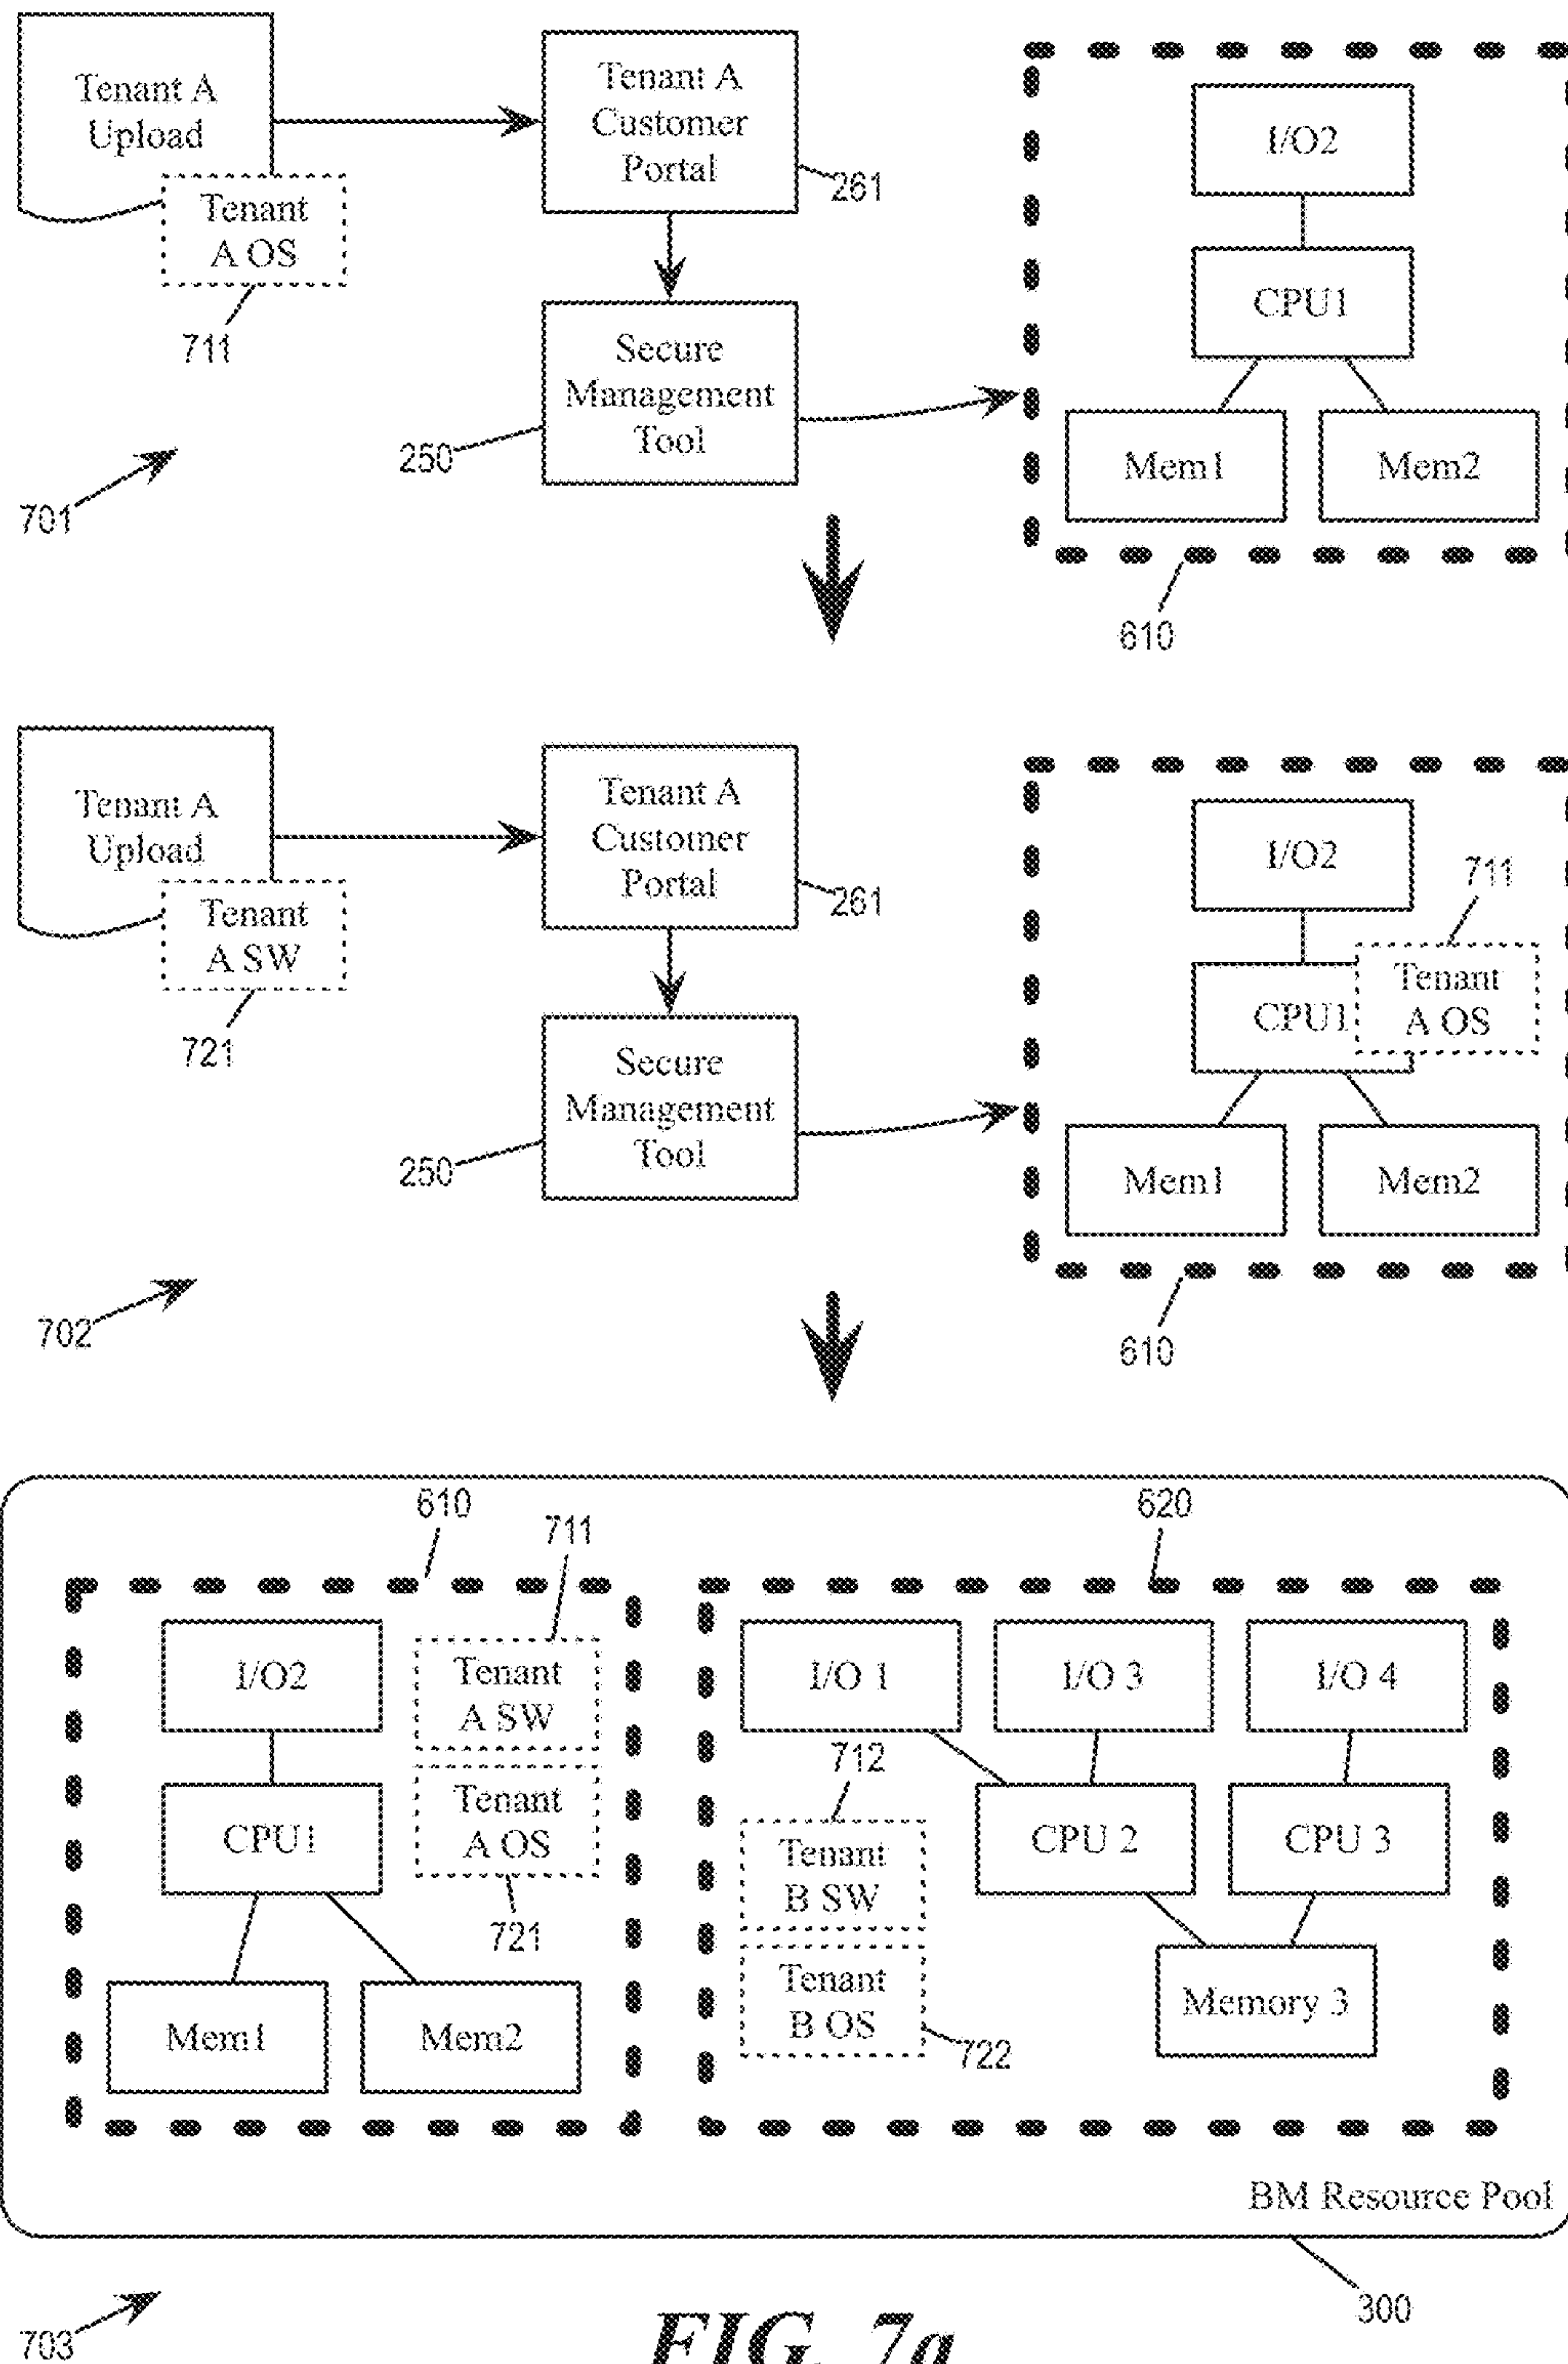 Tenant A
Upload
Tenant
A OS
711
701
Tenant A
Customer
Portal
261
Secure
Management
Tool
250
I/O2
CPU1
Mem1
Mem2
610
Tenant A
Upload
Tenant
A SW
721
702
Tenant A
Customer
Portal
261
Secure
Management
Tool
250
I/O2
711
CPU1
Tenant
A OS
Mem1
Mem2
610
610
711
I/O2
Tenant
A SW
CPU1
Tenant
A OS
721
Mem1
Mem2
620
I/O 1
I/O 3
I/O 4
712
Tenant
B SW
CPU 2
CPU 3
Tenant
B OS
722
Memory 3
BM Resource Pool
300
703
FIG. 7a